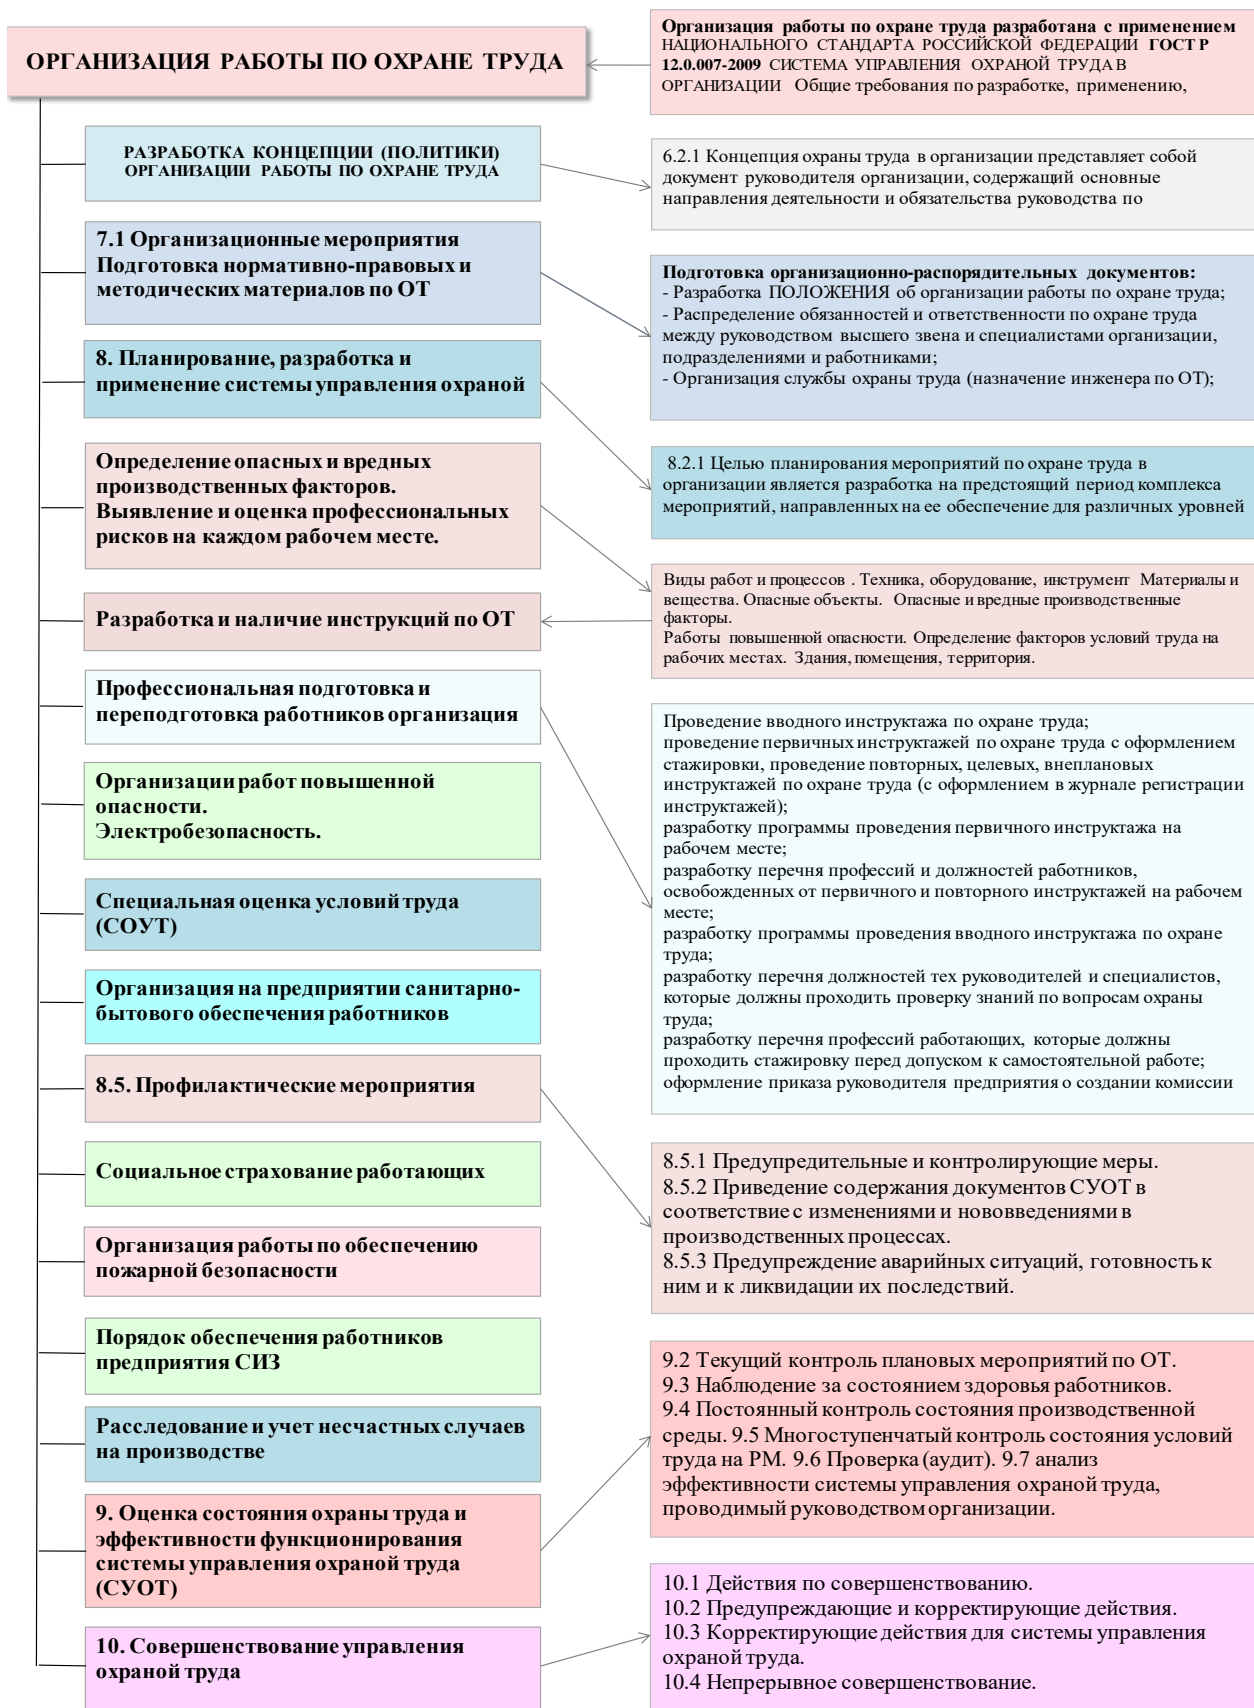 ОРГАНИЗАЦИЯ РАБОТЫ ПО ОХРАНЕ ТРУДА
Организация работы по охране труда разработана с применением
НАЦИОНАЛЬНОГО СТАНДАРТА РОССИЙСКОЙ ФЕДЕРАЦИИ ГОСТ Р
12.0.007-2009 СИСТЕМА УПРАВЛЕНИЯ ОХРАНОЙ ТРУДА В
ОРГАНИЗАЦИИ Общие требования по разработке, применению,
РАЗРАБОТКА КОНЦЕПЦИИ (ПОЛИТИКИ)
ОРГАНИЗАЦИИ РАБОТЫ ПО ОХРАНЕ ТРУДА
6.2.1 Концепция охраны труда в организации представляет собой
документ руководителя организации, содержащий основные
направления деятельности и обязательства руководства по
7.1 Организационные мероприятия
Подготовка нормативно-правовых и
методических материалов по ОТ
Подготовка организационно-распорядительных документов:
- Разработка ПОЛОЖЕНИЯ об организации работы по охране труда;
- Распределение обязанностей и ответственности по охране труда
между руководством высшего звена и специалистами организации,
подразделениями и работниками;
- Организация службы охраны труда (назначение инженера по ОТ);
8. Планирование, разработка и
применение системы управления охраной
8.2.1 Целью планирования мероприятий по охране труда в
организации является разработка на предстоящий период комплекса
мероприятий, направленных на ее обеспечение для различных уровней
Определение опасных и вредных
производственных факторов.
Выявление и оценка профессиональных
рисков на каждом рабочем месте.
Виды работ и процессов . Техника, оборудование, инструмент Материалы и
вещества. Опасные объекты. Опасные и вредные производственные
факторы.
Работы повышенной опасности. Определение факторов условий труда на
рабочих местах. Здания, помещения, территория.
Разработка и наличие инструкций по ОТ
Профессиональная подготовка и
переподготовка работников организация
Проведение вводного инструктажа по охране труда;
проведение первичных инструктажей по охране труда с оформлением
стажировки, проведение повторных, целевых, внеплановых
инструктажей по охране труда (с оформлением в журнале регистрации
инструктажей);
разработку программы проведения первичного инструктажа на
рабочем месте;
разработку перечня профессий и должностей работников,
освобожденных от первичного и повторного инструктажей на рабочем
месте;
разработку программы проведения вводного инструктажа по охране
труда;
разработку перечня должностей тех руководителей и специалистов,
которые должны проходить проверку знаний по вопросам охраны
труда;
разработку перечня профессий работающих, которые должны
проходить стажировку перед допуском к самостоятельной работе;
оформление приказа руководителя предприятия о создании комиссии
Организации работ повышенной
опасности.
Электробезопасность.
Специальная оценка условий труда
(СОУТ)
Организация на предприятии санитарно-
бытового обеспечения работников
8.5. Профилактические мероприятия
8.5.1 Предупредительные и контролирующие меры.
8.5.2 Приведение содержания документов СУОТ в
соответствие с изменениями и нововведениями в
производственных процессах.
8.5.3 Предупреждение аварийных ситуаций, готовность к
ним и к ликвидации их последствий.
Социальное страхование работающих
Организация работы по обеспечению
пожарной безопасности
Порядок обеспечения работников
предприятия СИЗ
Расследование и учет несчастных случаев
на производстве
9. Оценка состояния охраны труда и
эффективности функционирования
системы управления охраной труда
(СУОТ)
9.2 Текущий контроль плановых мероприятий по ОТ.
9.3 Наблюдение за состоянием здоровья работников.
9.4 Постоянный контроль состояния производственной
среды. 9.5 Многоступенчатый контроль состояния условий
труда на РМ. 9.6 Проверка (аудит). 9.7 анализ
эффективности системы управления охраной труда,
проводимый руководством организации.
10. Совершенствование управления
охраной труда
10.1 Действия по совершенствованию.
10.2 Предупреждающие и корректирующие действия.
10.3 Корректирующие действия для системы управления
охраной труда.
10.4 Непрерывное совершенствование.